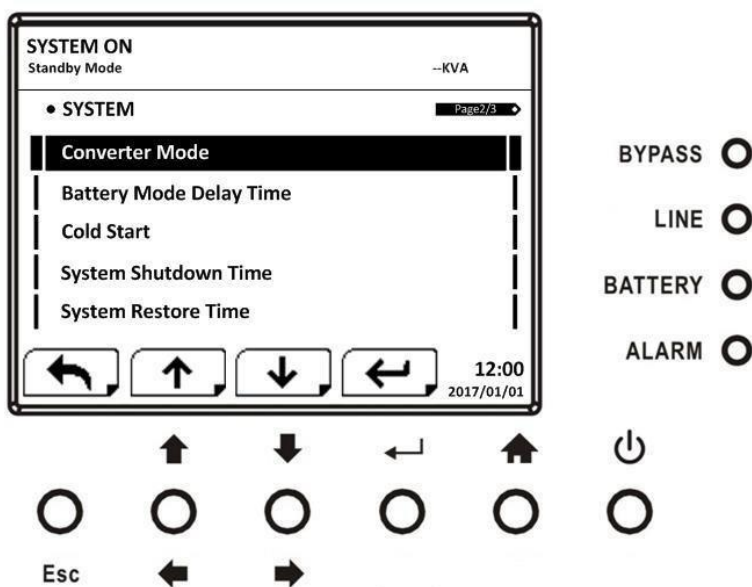 SYSTEM ON
Standby Mode --KVA
• SYSTEM Page2/3
Converter Mode
Battery Mode Delay Time
Cold Start
System Shutdown Time
System Restore Time
12:00
2017/01/01
BYPASS
LINE
BATTERY
ALARM
Esc